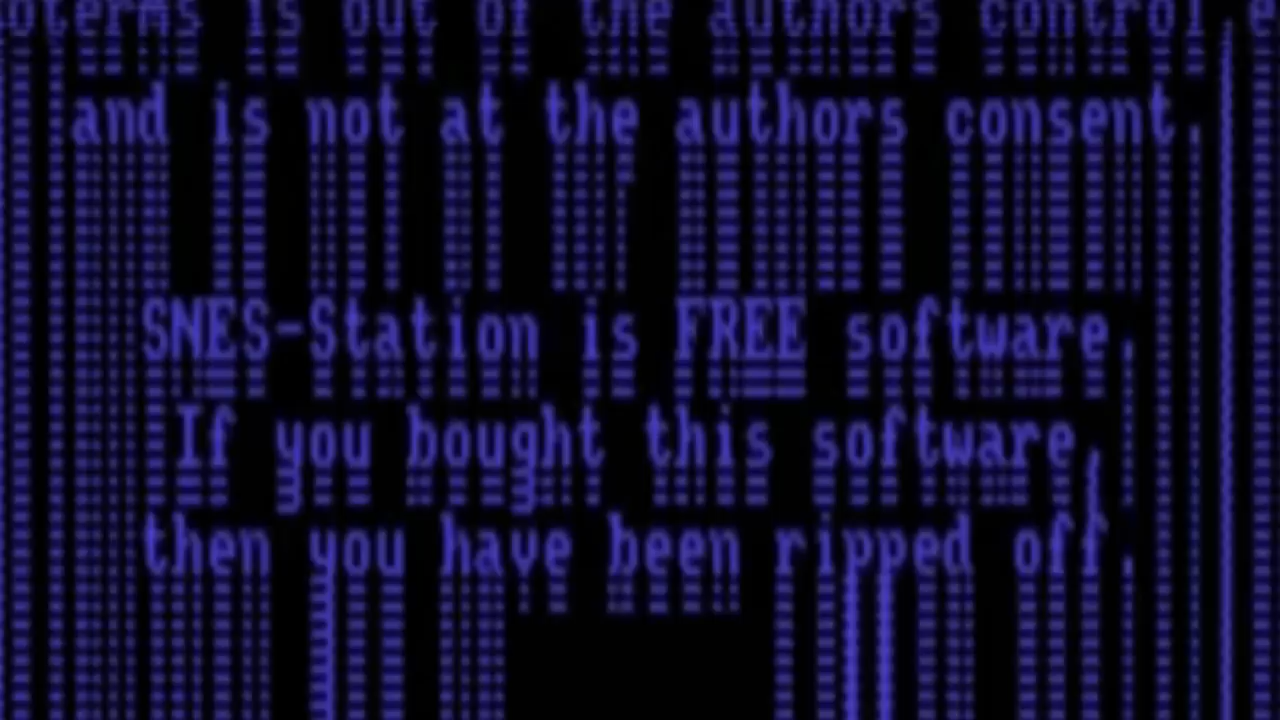 is out of the authors control
and is not at the authors consent.
SNES-Station is FREE software.
If you bought this software,
then you have been ripped off.